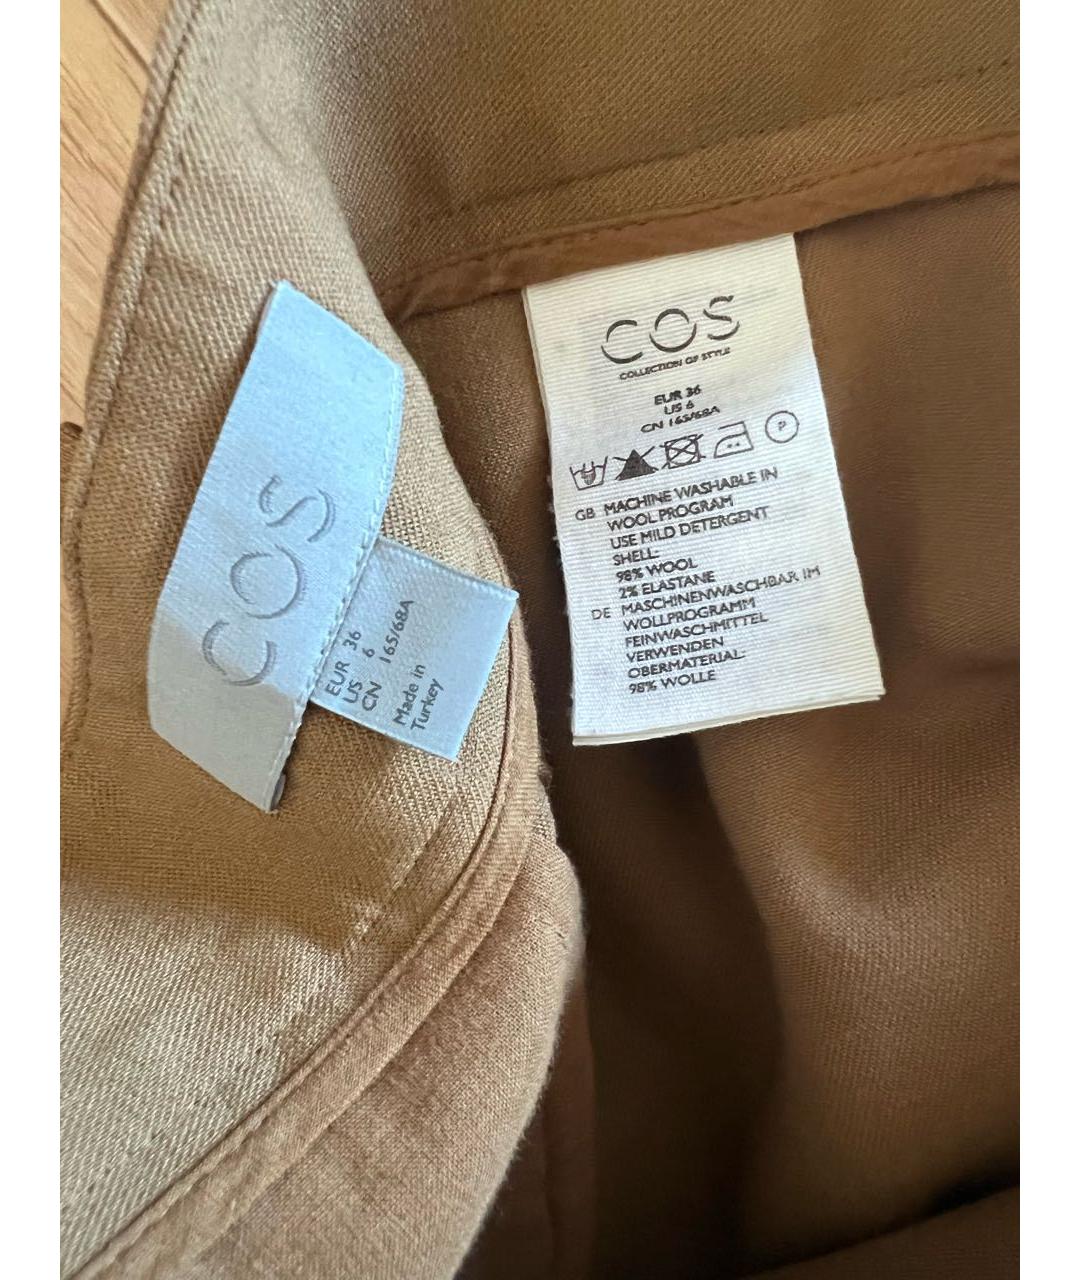 COS
EUR 36
US 6
CN 165/68A
Made in
Turkey
COS
COLLECTION OF STYLE
EUR 36
US 6
CN 165/68A
P
GB MACHINE WASHABLE IN
WOOL PROGRAM
USE MILD DETERGENT
SHELL:
98% WOOL
2% ELASTANE
DE MASCHINENWASCHBAR IM
WOLLPROGRAMM
FEINWASCHMITTEL
VERWENDEN
OBERMATERIAL:
98% WOLLE